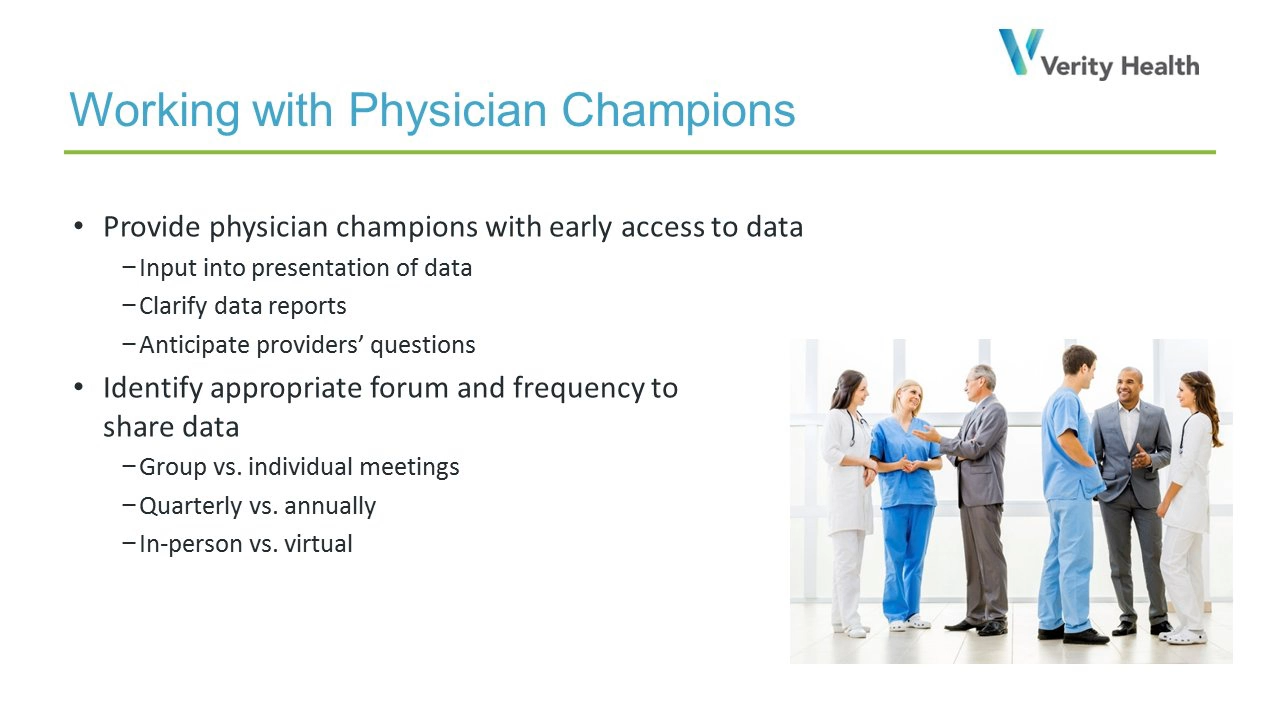 Verity Health
Working with Physician Champions
• Provide physician champions with early access to data
–Input into presentation of data
–Clarify data reports
–Anticipate providers’ questions
• Identify appropriate forum and frequency to
share data
–Group vs. individual meetings
–Quarterly vs. annually
–In-person vs. virtual